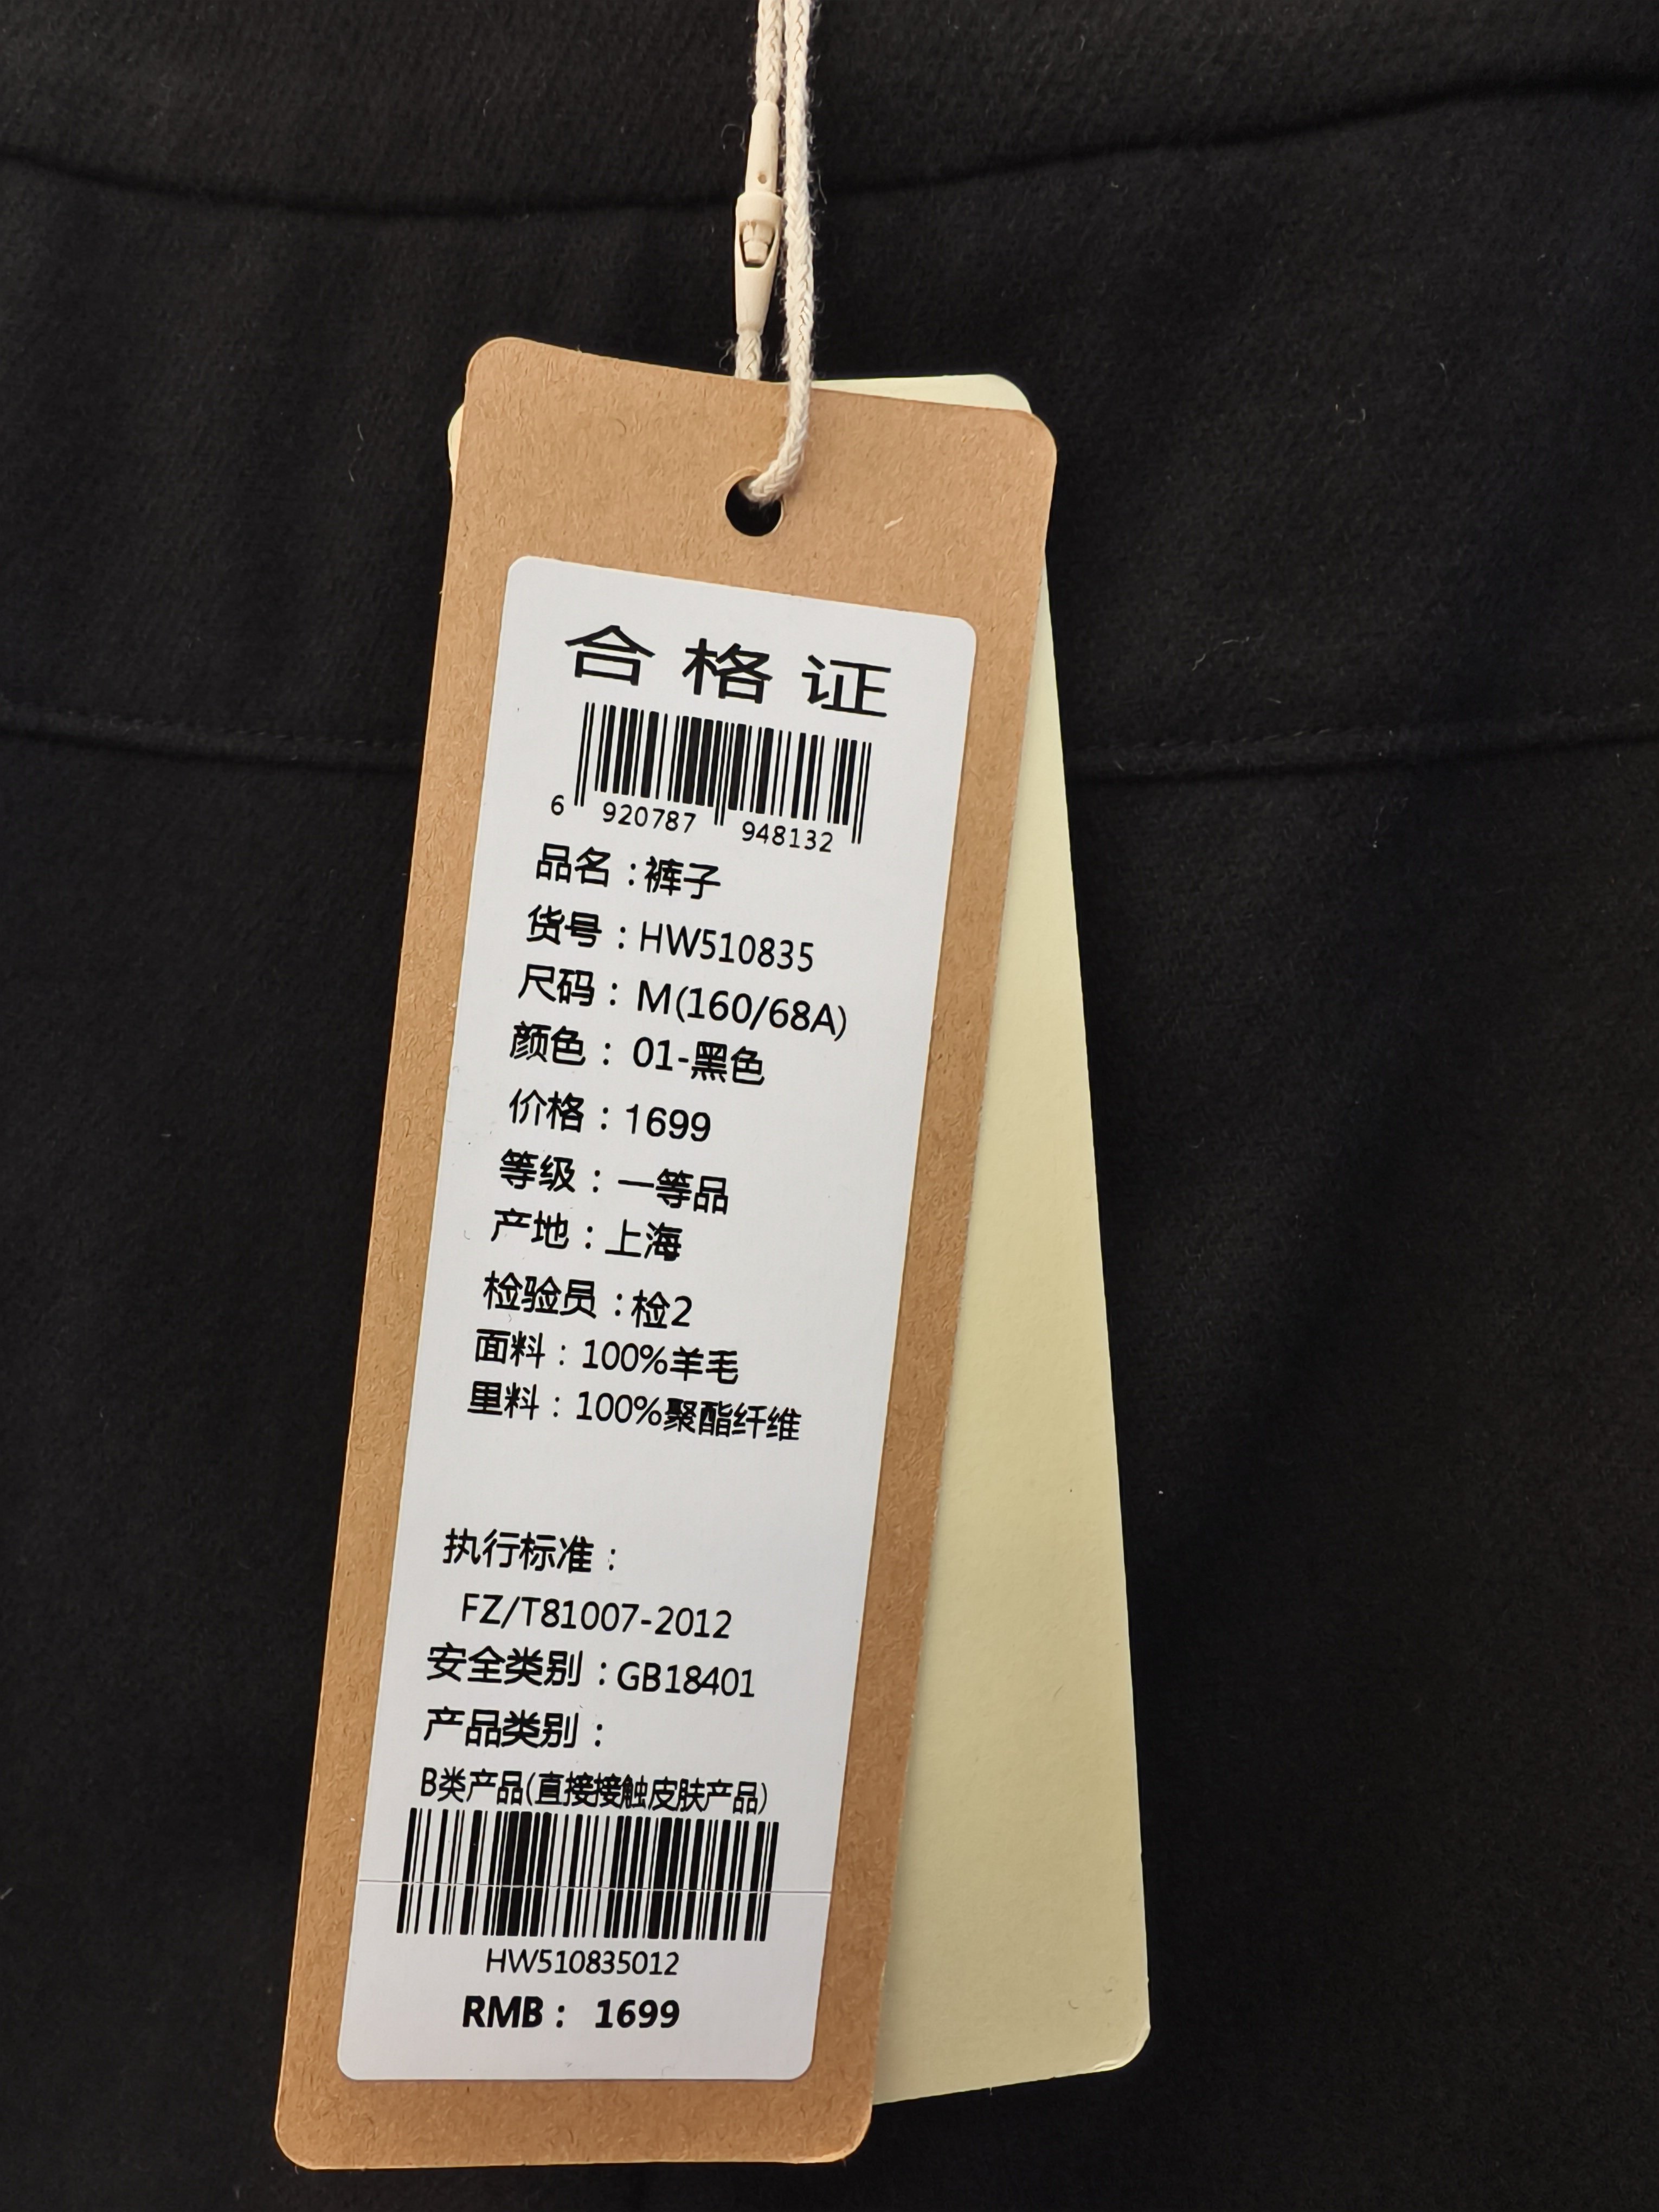 合格证
6 920787 948132
品名：裤子
货号：HW510835
尺码：M(160/68A)
颜色：01-黑色
价格：1699
等级：一等品
产地：上海
检验员：检2
面料：100%羊毛
里料：100%聚酯纤维
执行标准：
FZ/T81007-2012
安全类别：GB18401
产品类别：
B类产品(直接接触皮肤产品)
HW510835012
RMB：1699